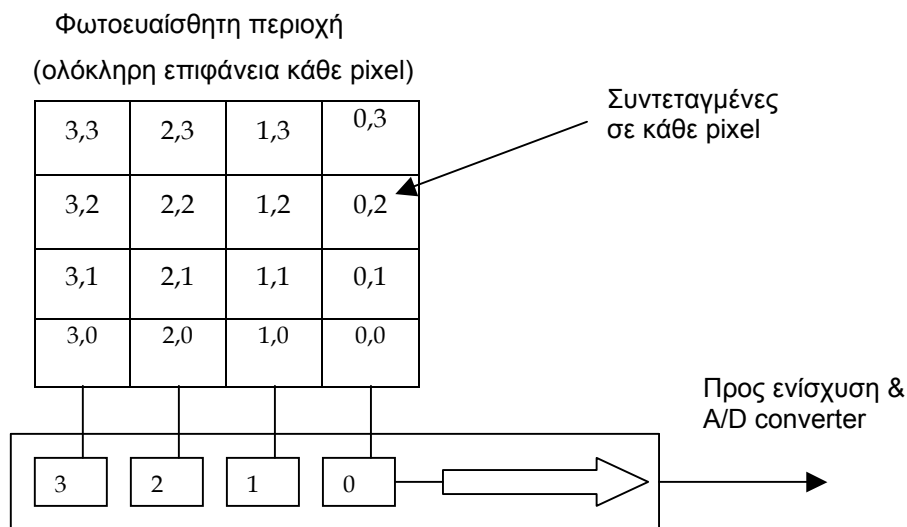 Φωτοευαίσθητη περιοχή
(ολόκληρη επιφάνεια κάθε pixel)
Συντεταγμένες
σε κάθε pixel
3,3 2,3 1,3 0,3
3,2 2,2 1,2 0,2
3,1 2,1 1,1 0,1
3,0 2,0 1,0 0,0
Προς ενίσχυση &
A/D converter
3 2 1 0